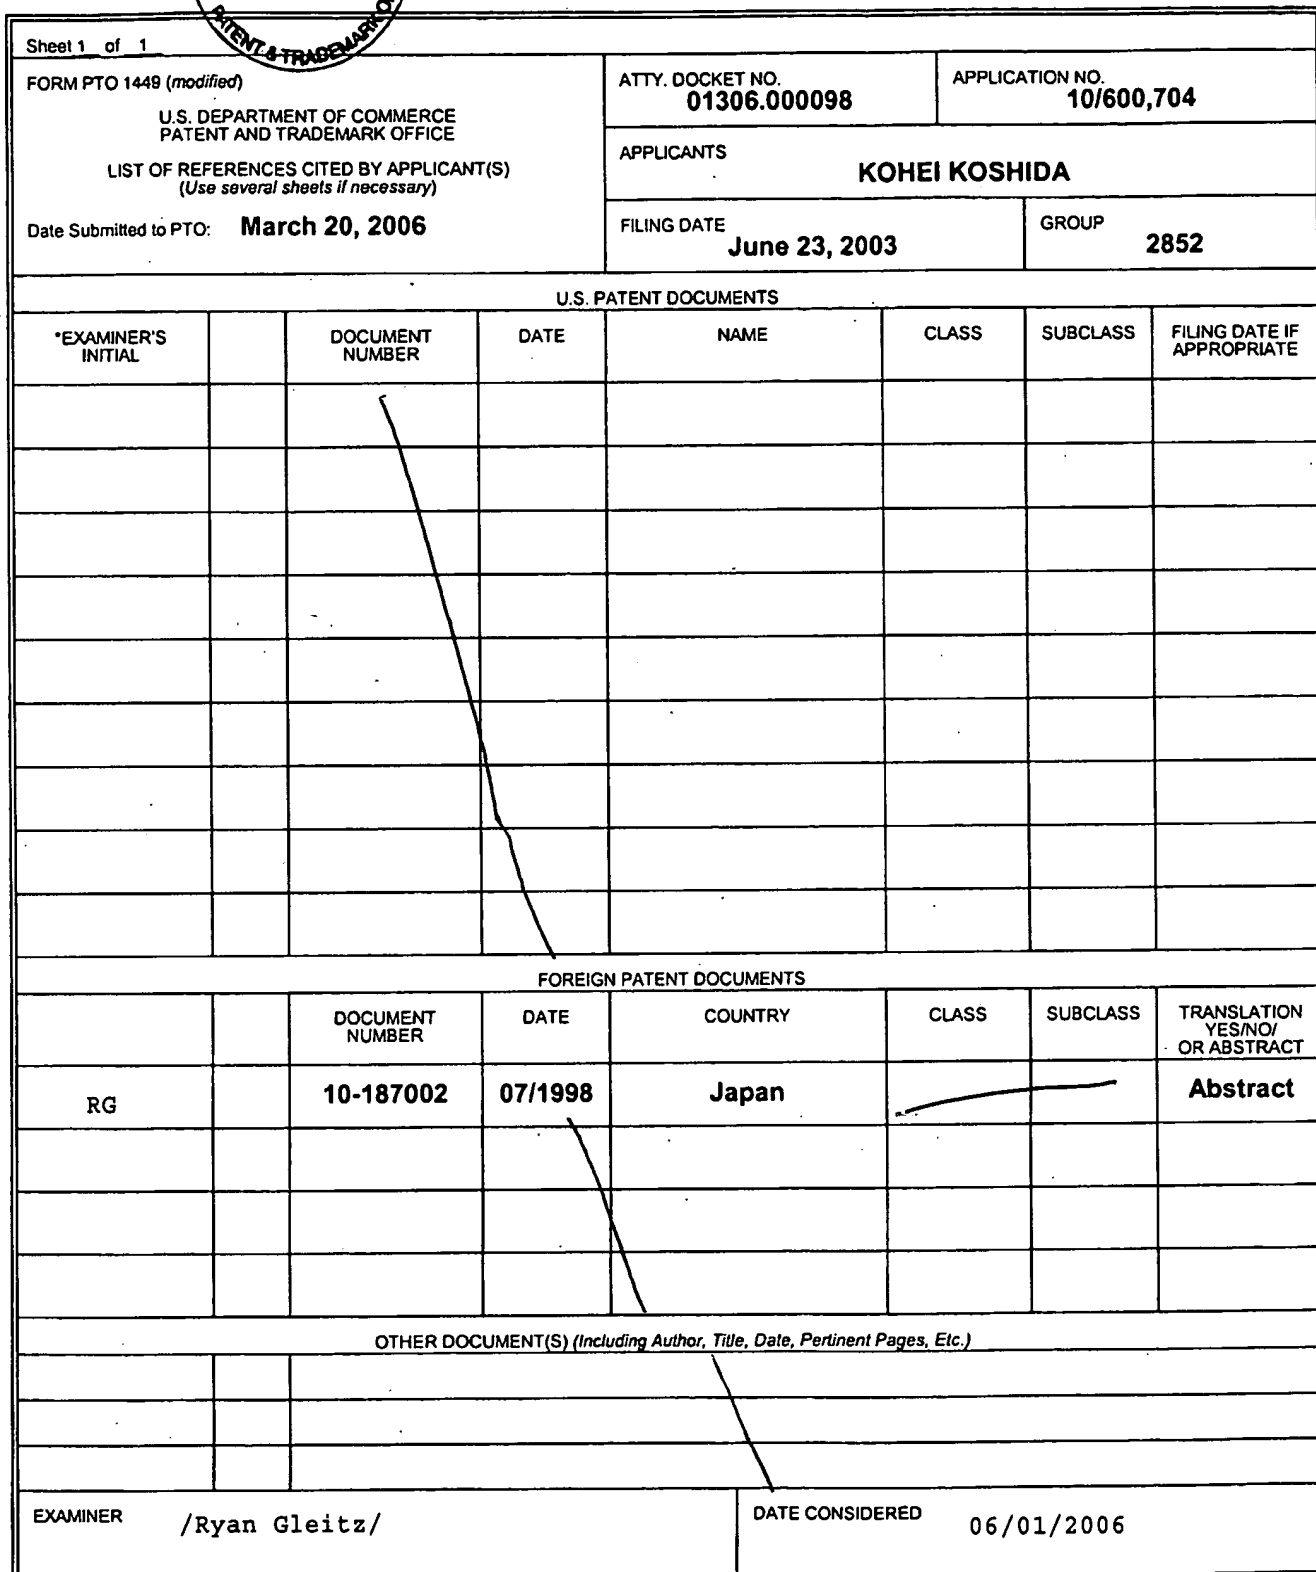 PATENT & TRADEMARK
Sheet 1 of 1
FORM PTO 1449 (modified)
U.S. DEPARTMENT OF COMMERCE
PATENT AND TRADEMARK OFFICE
LIST OF REFERENCES CITED BY APPLICANT(S)
(Use several sheets if necessary)
Date Submitted to PTO: March 20, 2006
ATTY. DOCKET NO.
01306.000098
APPLICATION NO.
10/600,704
APPLICANTS
KOHEI KOSHIDA
FILING DATE
June 23, 2003
GROUP
2852
U.S. PATENT DOCUMENTS
*EXAMINER'S
INITIAL
DOCUMENT
NUMBER
DATE
NAME
CLASS
SUBCLASS
FILING DATE IF
APPROPRIATE
FOREIGN PATENT DOCUMENTS
DOCUMENT
NUMBER
DATE
COUNTRY
CLASS
SUBCLASS
TRANSLATION
YES/NO/
OR ABSTRACT
RG
10-187002
07/1998
Japan
Abstract
OTHER DOCUMENT(S) (Including Author, Title, Date, Pertinent Pages, Etc.)
EXAMINER /Ryan Gleitz/
DATE CONSIDERED 06/01/2006